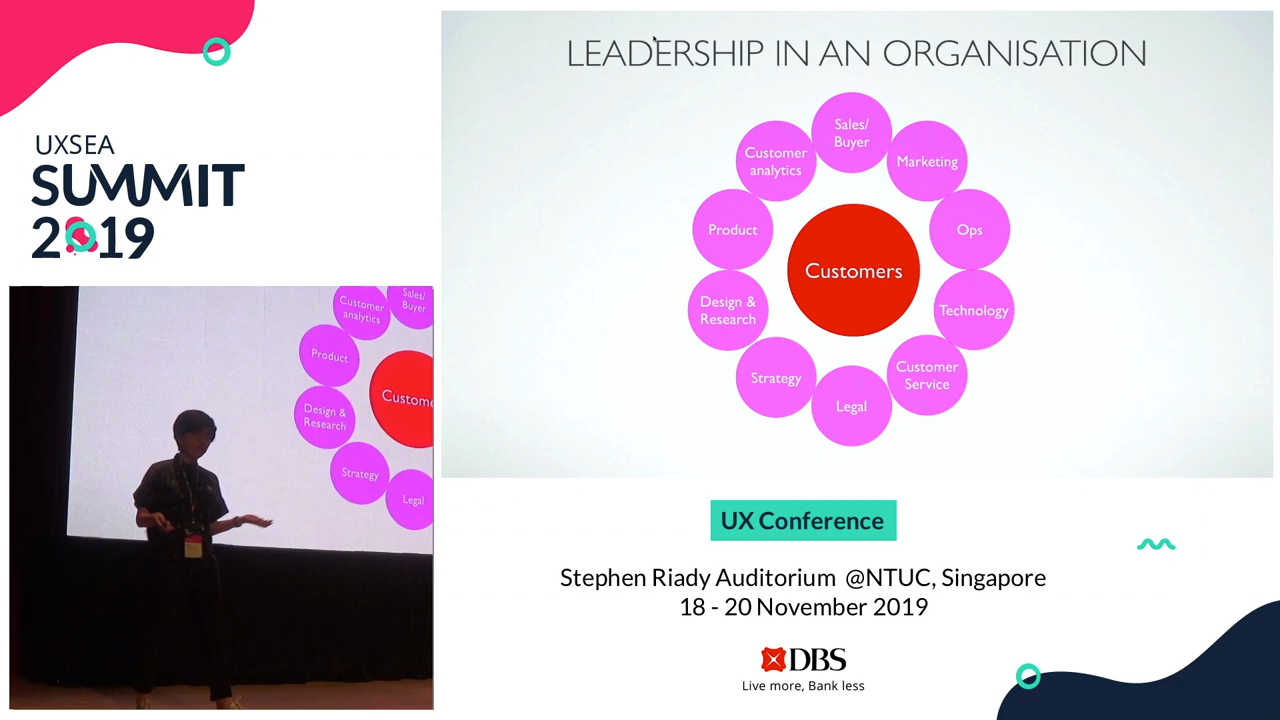 UXSEA
SUMMIT
2019
LEADERSHIP IN AN ORGANISATION
Sales/
Buyer
Marketing
Ops
Technology
Customer
Service
Legal
Strategy
Design &
Research
Product
Customer
analytics
Customers
Sales/
Buyer
Customer
analytics
Product
Custome
Design &
Research
Strategy
Legal
UX Conference
Stephen Riady Auditorium @NTUC, Singapore
18 - 20 November 2019
DBS
Live more, Bank less